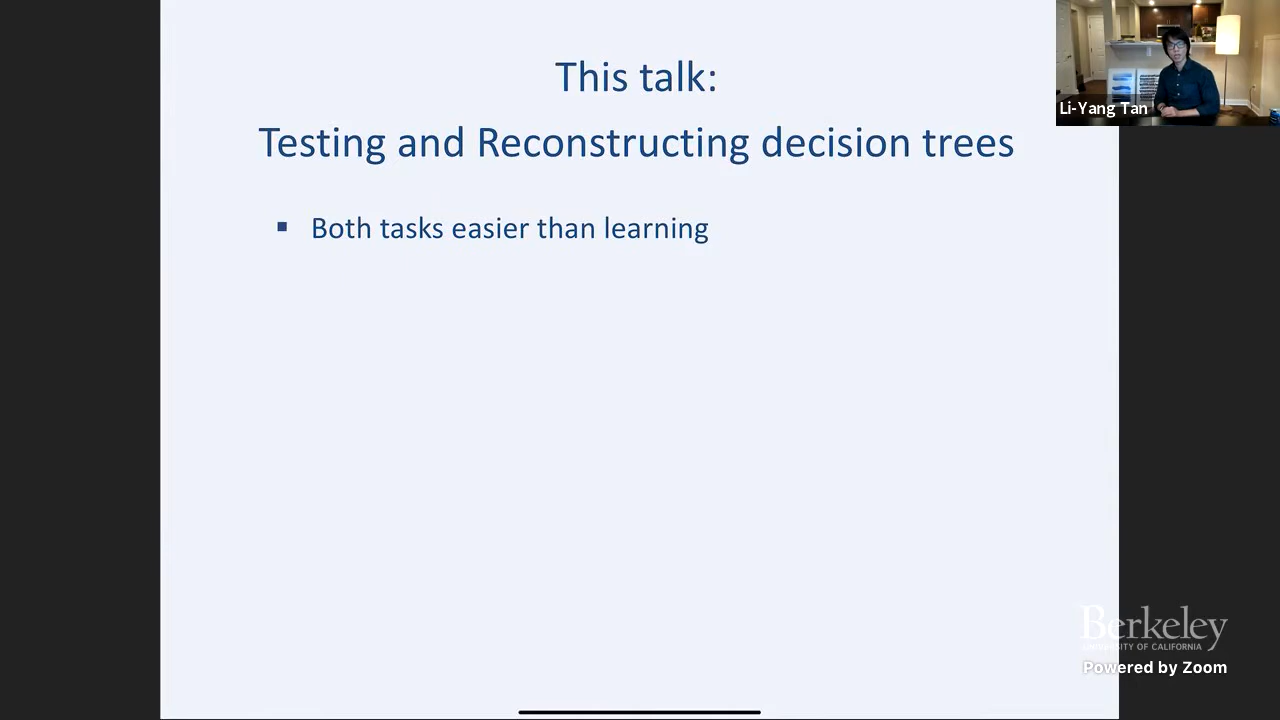 This talk:
Testing and Reconstructing decision trees
▪ Both tasks easier than learning
Li-Yang Tan
Berkeley
UNIVERSITY OF CALIFORNIA
Powered by Zoom